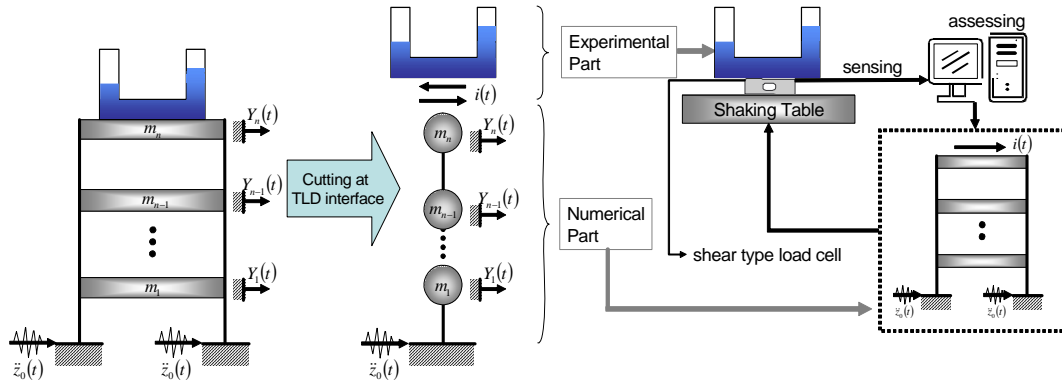 m_n
Y_n(t)
m_{n-1}
Y_{n-1}(t)
m_1
Y_1(t)
z̈_0(t)
z̈_0(t)
Cutting at
TLD interface
i(t)
m_n
Y_n(t)
m_{n-1}
Y_{n-1}(t)
m_1
Y_1(t)
z̈_0(t)
Experimental
Part
Numerical
Part
Shaking Table
shear type load cell
sensing
assessing
i(t)
z̈_0(t)
z̈_0(t)